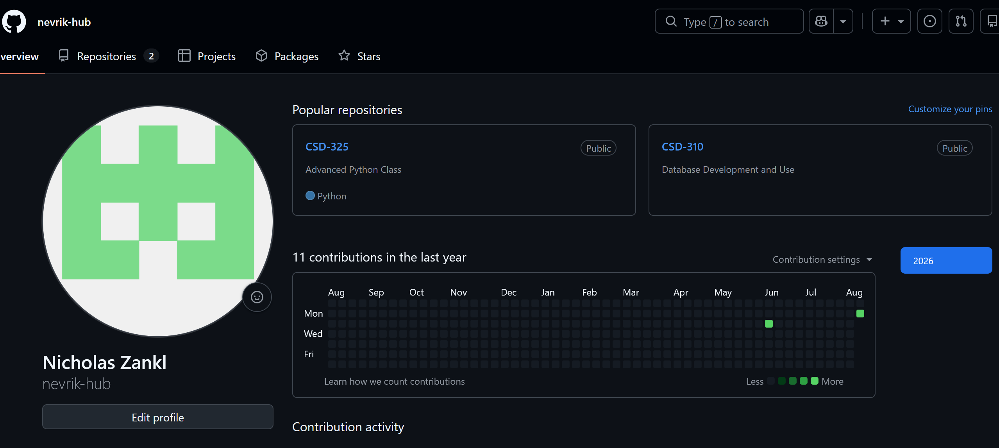 nevrik-hub
Type / to search
verview
Repositories 2
Projects
Packages
Stars
Popular repositories
Customize your pins
CSD-325
Public
Advanced Python Class
Python
CSD-310
Public
Database Development and Use
11 contributions in the last year
Contribution settings
2026
Aug Sep Oct Nov Dec Jan Feb Mar Apr May Jun Jul Aug
Mon
Wed
Fri
Learn how we count contributions
Less
More
Nicholas Zankl
nevrik-hub
Edit profile
Contribution activity